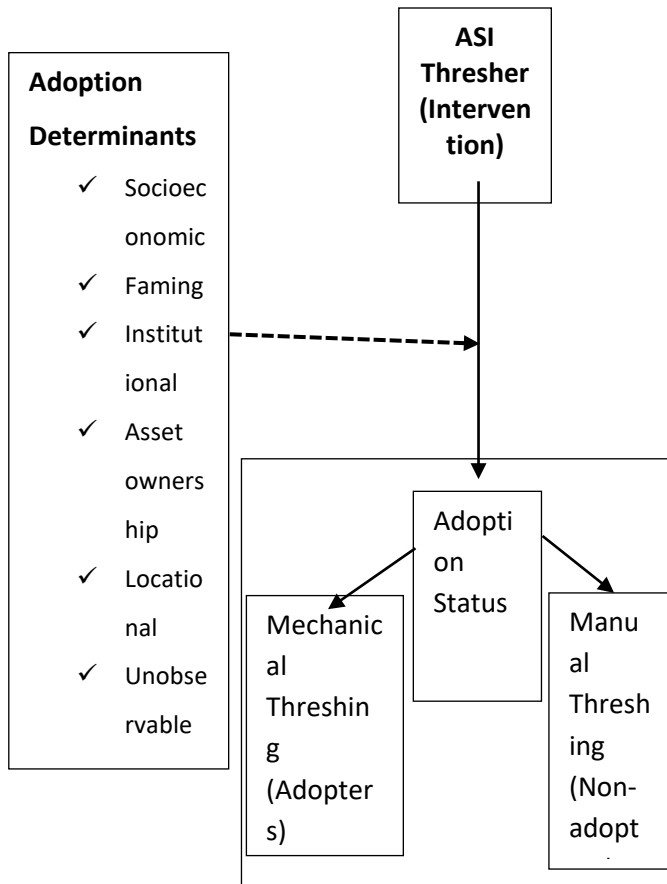 Adoption
Determinants
✓ Socioec
onomic
✓ Faming
✓ Institut
ional
✓ Asset
owners
hip
✓ Locatio
nal
✓ Unobse
rvable
ASI
Thresher
(Interven
tion)
Adopti
on
Status
Mechanic
al
Threshin
g
(Adopter
s)
Manu
al
Thresh
ing
(Non-
adopt